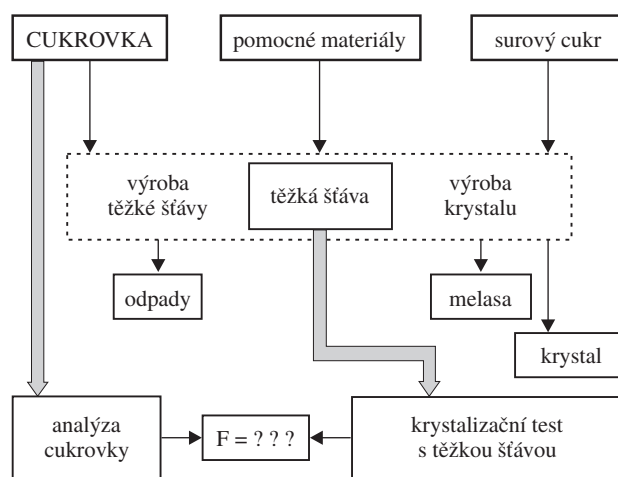 CUKROVKA
pomocné materiály
surový cukr
výroba
těžké šťávy
těžká šťáva
výroba
krystalu
odpady
melasa
krystal
analýza
cukrovky
F = ? ? ?
krystalizační test
s těžkou šťávou